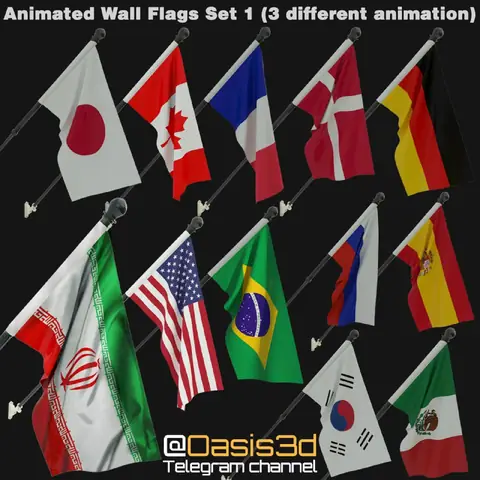 Animated Wall Flags Set 1 (3 different animation)
@Oasis3d
Telegram channel